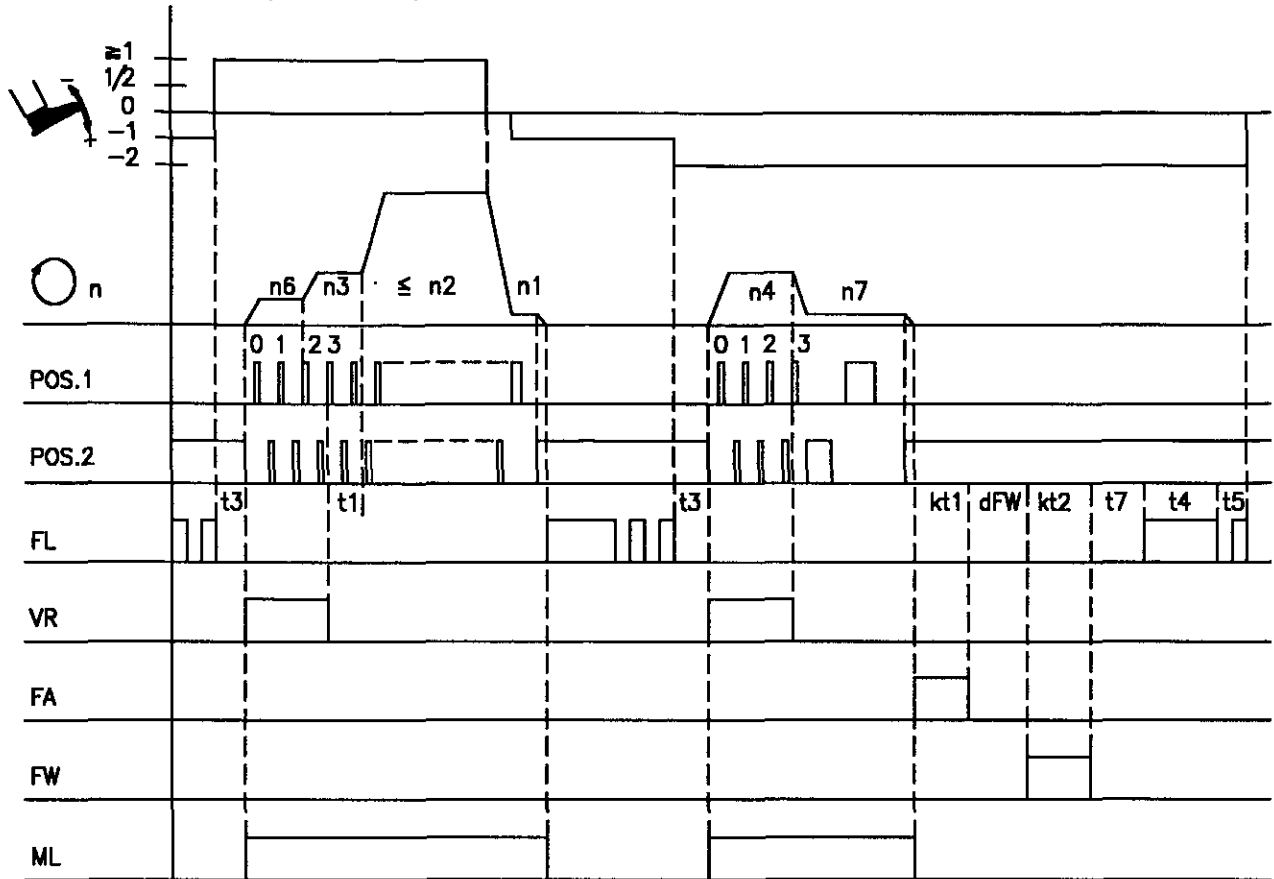 ≥1
1/2
0
-1
-2
- +
n
n6 n3 ≤ n2 n1 n4 n7
0 1 2 3 0 1 2 3
POS.1
POS.2
t3 t1 t3 kt1 dFW kt2 t7 t4 t5
FL
VR
FA
FW
ML